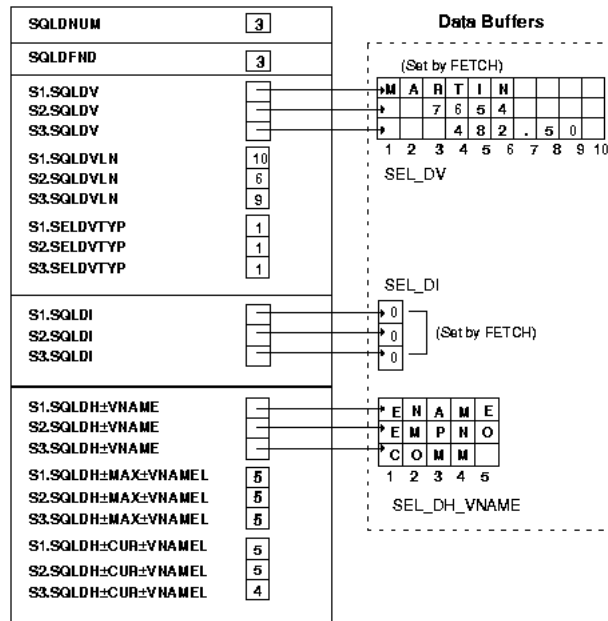 Data Buffers
SQLDNUM 3
SQLDFND 3
(Set by FETCH)
S1.SQLDV M A R T I N
S2.SQLDV 7 6 5 4
S3.SQLDV 4 8 2 . 5 0
1 2 3 4 5 6 7 8 9 10
SEL_DV
S1.SQLDVLN 10
S2.SQLDVLN 6
S3.SQLDVLN 9
S1.SELDVTYP 1
S2.SELDVTYP 1
S3.SELDVTYP 1
SEL_DI
S1.SQLDI 0
S2.SQLDI 0
S3.SQLDI 0
(Set by FETCH)
S1.SQLDH±VNAME E N A M E
S2.SQLDH±VNAME E M P N O
S3.SQLDH±VNAME C O M M
1 2 3 4 5
SEL_DH_VNAME
S1.SQLDH±MAX±VNAMEL 5
S2.SQLDH±MAX±VNAMEL 5
S3.SQLDH±MAX±VNAMEL 5
S1.SQLDH±CUR±VNAMEL 5
S2.SQLDH±CUR±VNAMEL 5
S3.SQLDH±CUR±VNAMEL 4